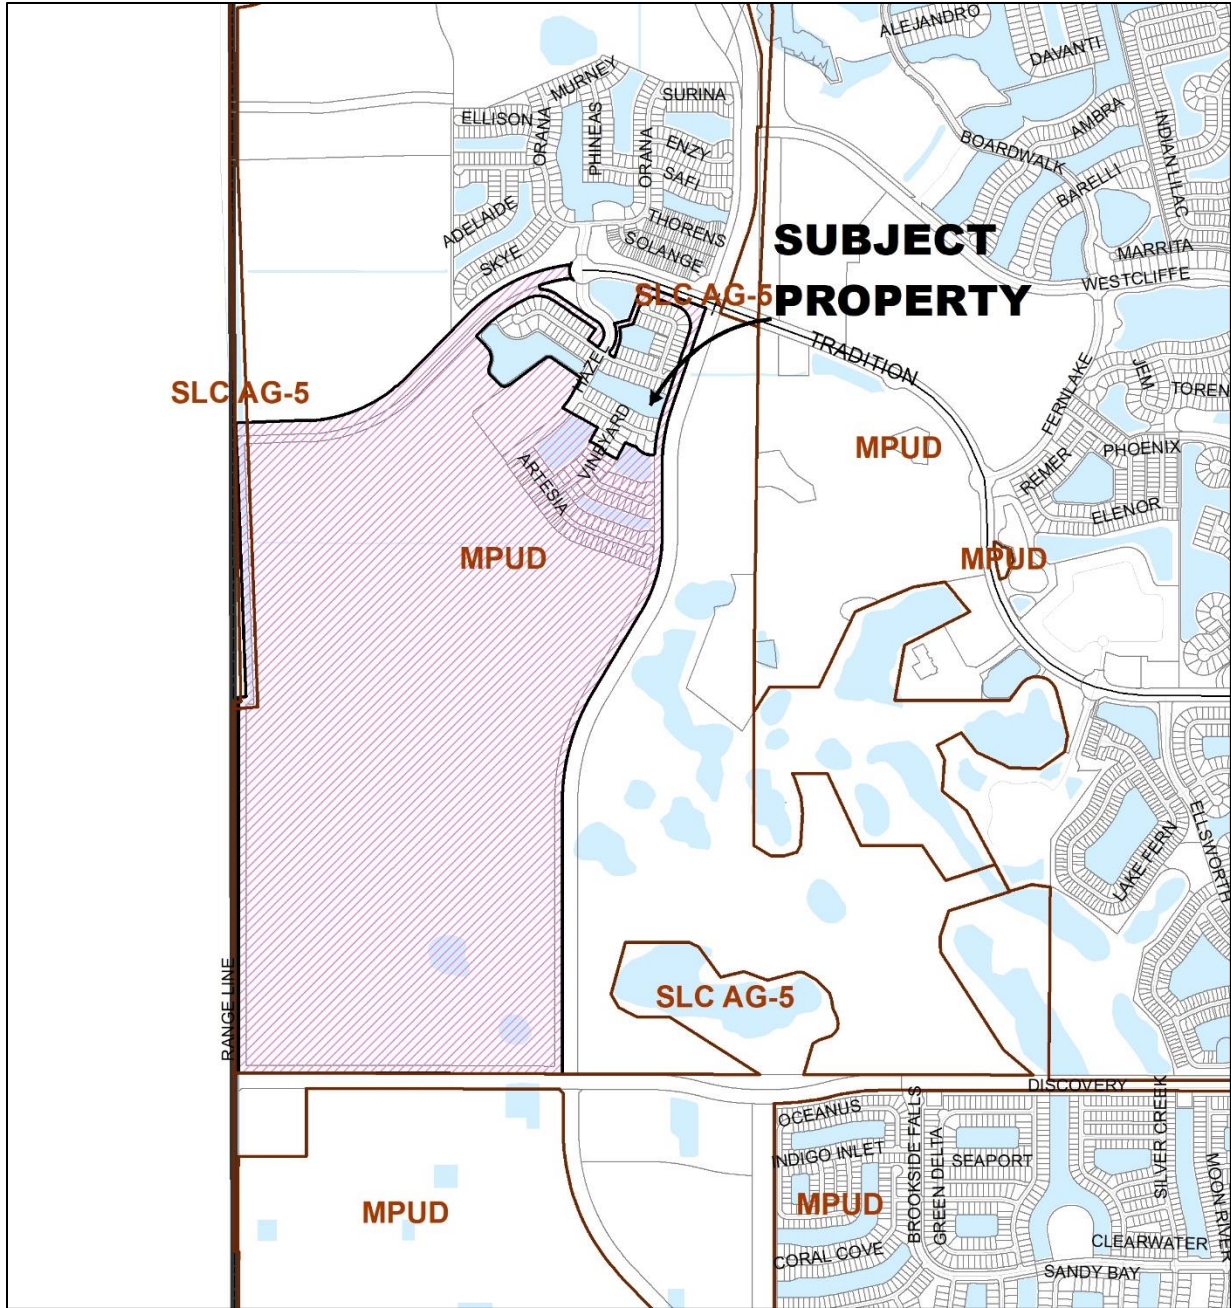 ALEJANDRO
DAVANTI
MURNEY
SURINA
ELLISON
ORANA
PHINEAS
ORANA
ENZY
SAFI
AMBRA
BOARDWALK
BARELLI
INDIAN LILAC
ADELAIDE
SKYE
THORENS
SOLANGE
SUBJECT
PROPERTY
MARRITA
WESTCLIFFE
SLC AG-5
TRADITION
SLC AG-5
HAZEL
VINEYARD
ARTESIA
FERNLAKE
JEM
TOREN
MPUD
REMER
PHOENIX
ELENOR
MPUD
MPUD
ELLSWORTH
LAKE FERN
RANGE LINE
SLC AG-5
DISCOVERY
OCEANUS
INDIGO INLET
BROOKSIDE FALLS
GREEN DELTA
SEAPORT
SILVER CREEK
MOON RIVER
MPUD
MPUD
CORAL COVE
CLEARWATER
SANDY BAY